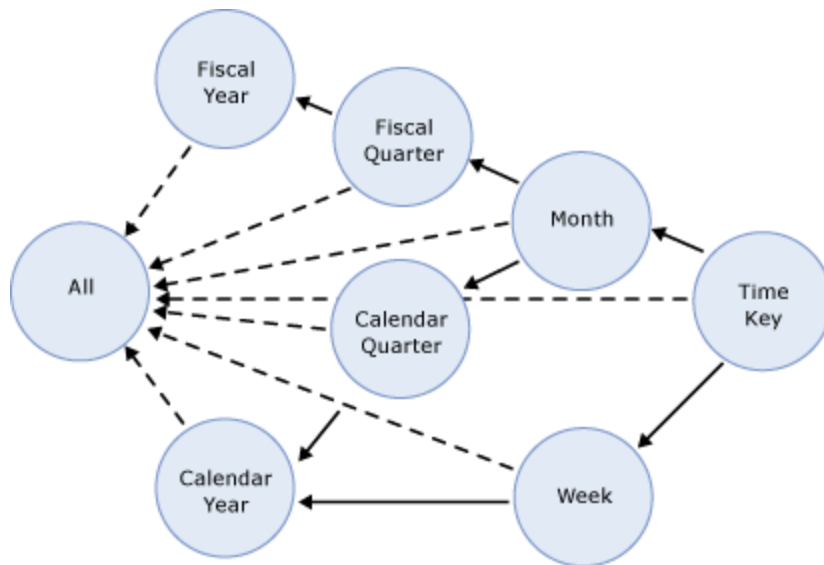 Fiscal
Year
Fiscal
Quarter
Month
All
Time
Key
Calendar
Quarter
Calendar
Year
Week